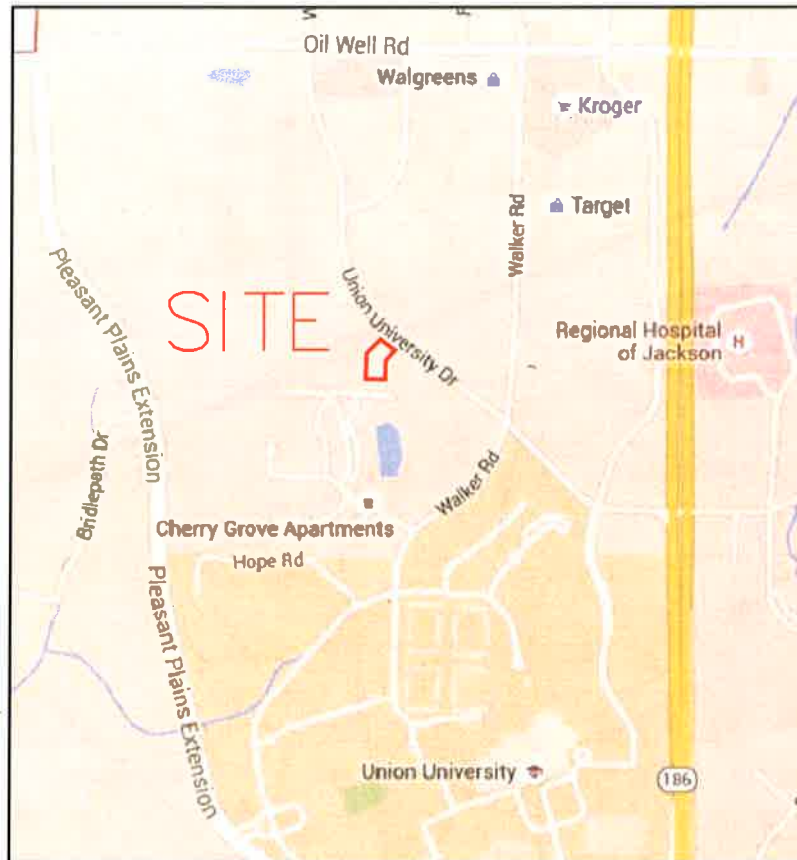 Oil Well Rd
Walgreens
Kroger
Walker Rd
Target
Pleasant Plains Extension
SITE
Union University Dr
Regional Hospital
of Jackson
H
Bridlepath Dr
Walker Rd
Cherry Grove Apartments
Hope Rd
Pleasant Plains Extension
Union University
186